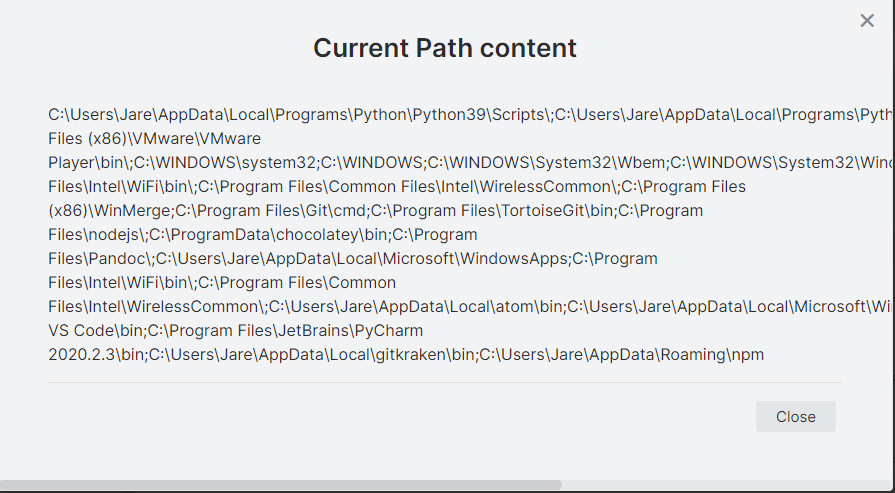 Current Path content
C:\Users\Jare\AppData\Local\Programs\Python\Python39\Scripts\;C:\Users\Jare\AppData\Local\Programs\Pyth
Files (x86)\VMware\VMware
Player\bin\;C:\WINDOWS\system32;C:\WINDOWS;C:\WINDOWS\System32\Wbem;C:\WINDOWS\System32\Wind
Files\Intel\WiFi\bin\;C:\Program Files\Common Files\Intel\WirelessCommon\;C:\Program Files
(x86)\WinMerge;C:\Program Files\Git\cmd;C:\Program Files\TortoiseGit\bin;C:\Program
Files\nodejs\;C:\ProgramData\chocolatey\bin;C:\Program
Files\Pandoc\;C:\Users\Jare\AppData\Local\Microsoft\WindowsApps;C:\Program
Files\Intel\WiFi\bin\;C:\Program Files\Common
Files\Intel\WirelessCommon\;C:\Users\Jare\AppData\Local\atom\bin;C:\Users\Jare\AppData\Local\Microsoft\Wi
VS Code\bin;C:\Program Files\JetBrains\PyCharm
2020.2.3\bin;C:\Users\Jare\AppData\Local\gitkraken\bin;C:\Users\Jare\AppData\Roaming\npm
Close